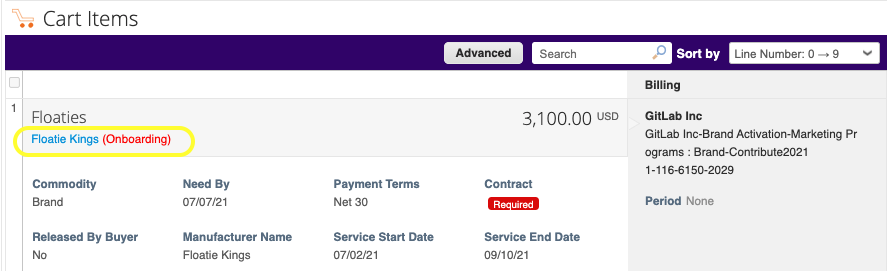 Cart Items
Advanced
Search
Sort by
Line Number: 0 → 9
Billing
1
Floaties
3,100.00 USD
Floatie Kings (Onboarding)
GitLab Inc
GitLab Inc-Brand Activation-Marketing Pr
ograms : Brand-Contribute2021
1-116-6150-2029
Period None
Commodity
Need By
Payment Terms
Contract
Brand
07/07/21
Net 30
Required
Released By Buyer
Manufacturer Name
Service Start Date
Service End Date
No
Floatie Kings
07/02/21
09/10/21